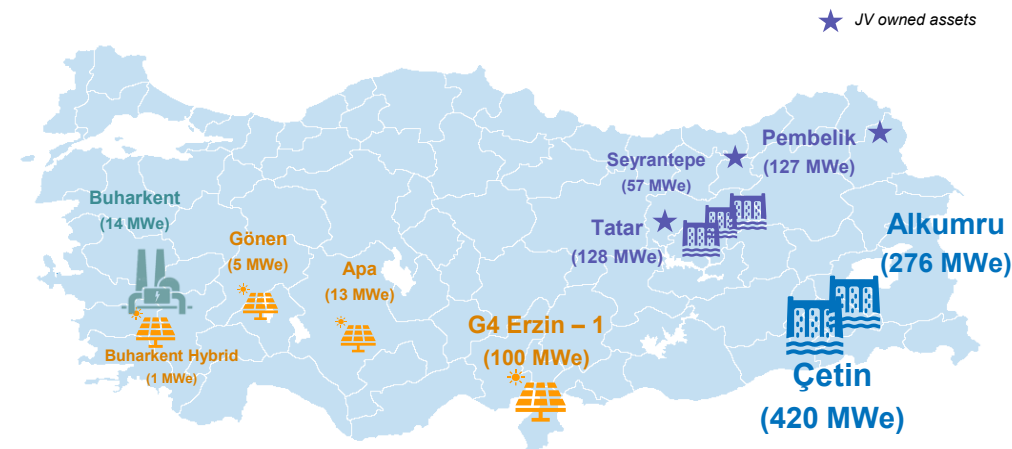 JV owned assets
Pembelik
(127 MWe)
Seyrantepe
(57 MWe)
Buharkent
(14 MWe)
Tatar
(128 MWe)
Alkumru
(276 MWe)
Gönen
(5 MWe)
Apa
(13 MWe)
G4 Erzin – 1
(100 MWe)
Buharkent Hybrid
(1 MWe)
Çetin
(420 MWe)